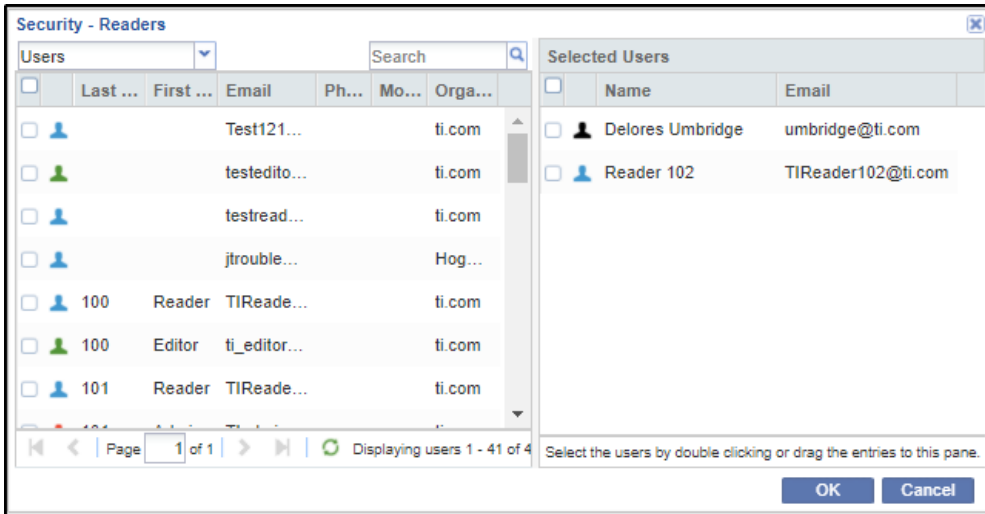 Security - Readers
Users Search
Last ... First ... Email Ph... Mo... Orga...
Test121... ti.com
testedito... ti.com
testread... ti.com
jtrouble... Hog...
100 Reader TIReade... ti.com
100 Editor ti_editor... ti.com
101 Reader TIReade... ti.com
Page 1 of 1 Displaying users 1 - 41 of 4
Selected Users
Name Email
Delores Umbridge umbridge@ti.com
Reader 102 TIReader102@ti.com
Select the users by double clicking or drag the entries to this pane.
OK Cancel